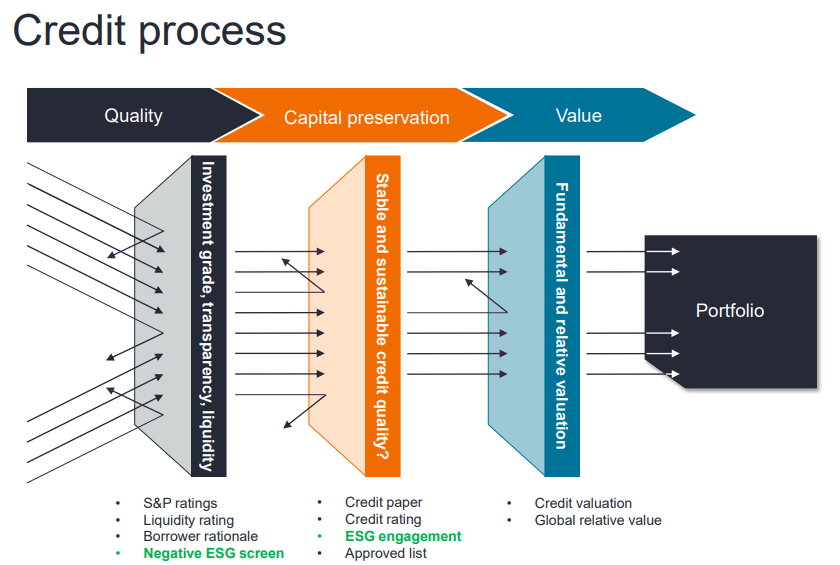 Credit process
Quality
Capital preservation
Value
Investment grade, transparency, liquidity
Stable and sustainable credit quality?
Fundamental and relative valuation
Portfolio
• S&P ratings
• Liquidity rating
• Borrower rationale
• Negative ESG screen
• Credit paper
• Credit rating
• ESG engagement
• Approved list
• Credit valuation
• Global relative value